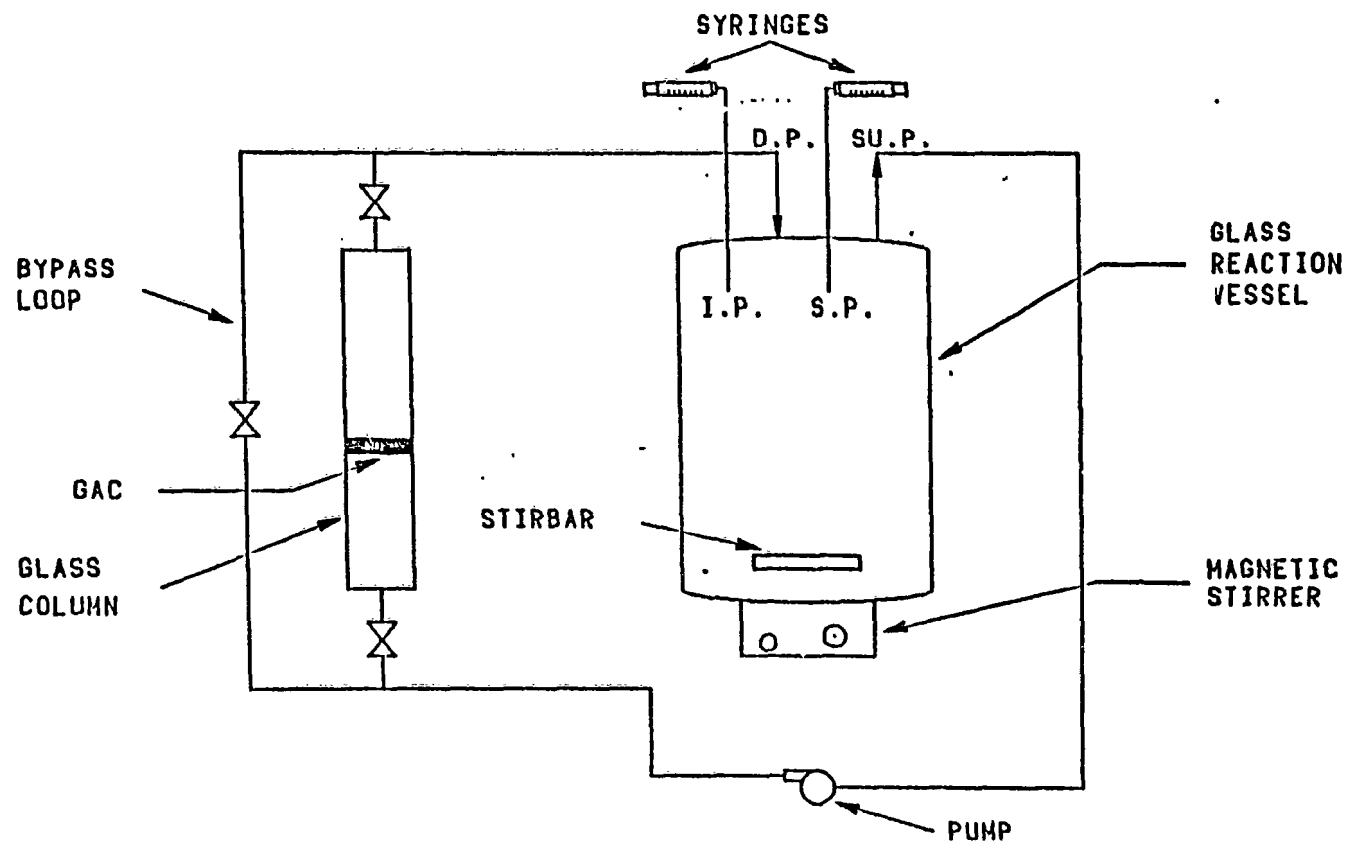 SYRINGES
D.P. SU.P.
GLASS
REACTION
VESSEL
BYPASS
LOOP
I.P. S.P.
GAC
STIRBAR
GLASS
COLUMN
MAGNETIC
STIRRER
PUMP